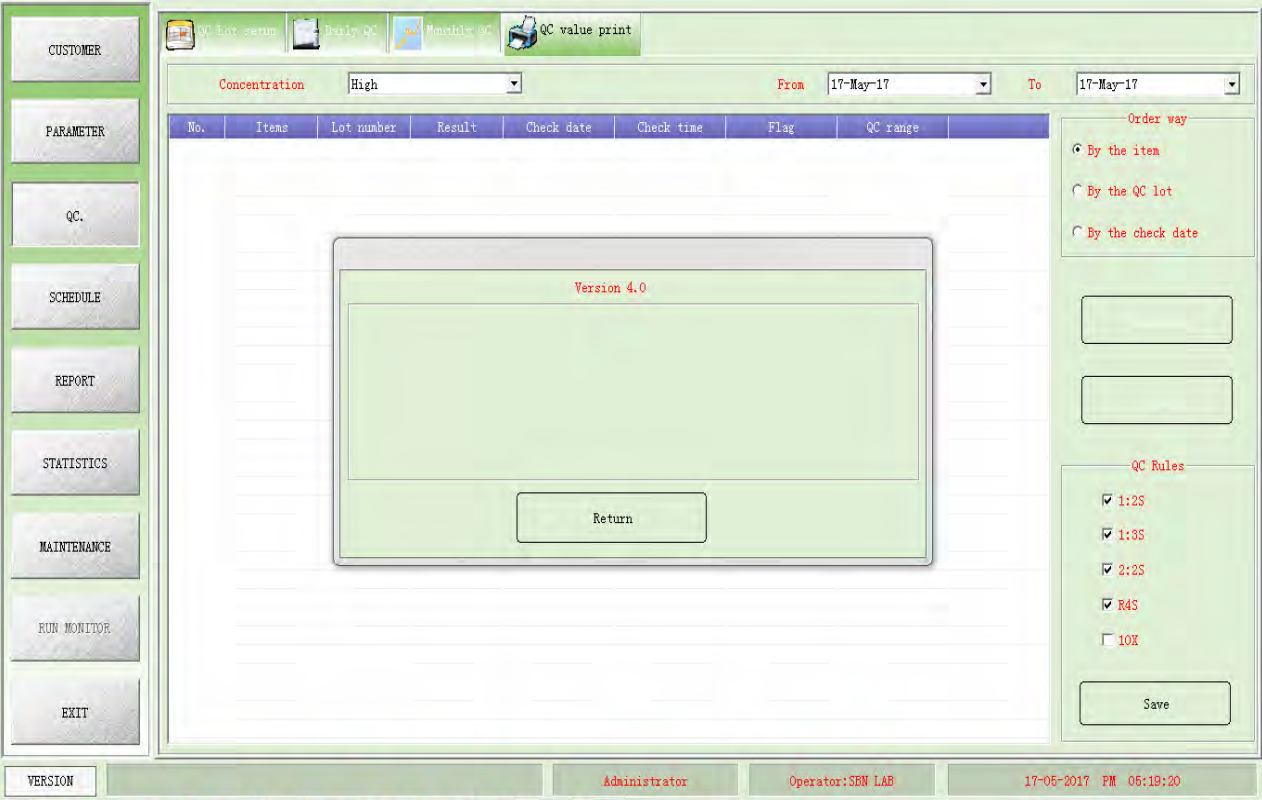 CUSTOMER
PARAMETER
QC.
SCHEDULE
REPORT
STATISTICS
MAINTENANCE
RUN MONITOR
EXIT
QC Lot setup Daily QC Monthly QC QC value print
Concentration High From 17-May-17 To 17-May-17
No. Items Lot number Result Check date Check time Flag QC range
Version 4.0
Return
Order way
By the item
By the QC lot
By the check date
QC Rules
1:2S
1:3S
2:2S
R4S
10X
Save
VERSION Administrator Operator:SBN LAB 17-05-2017 PM 05:19:20